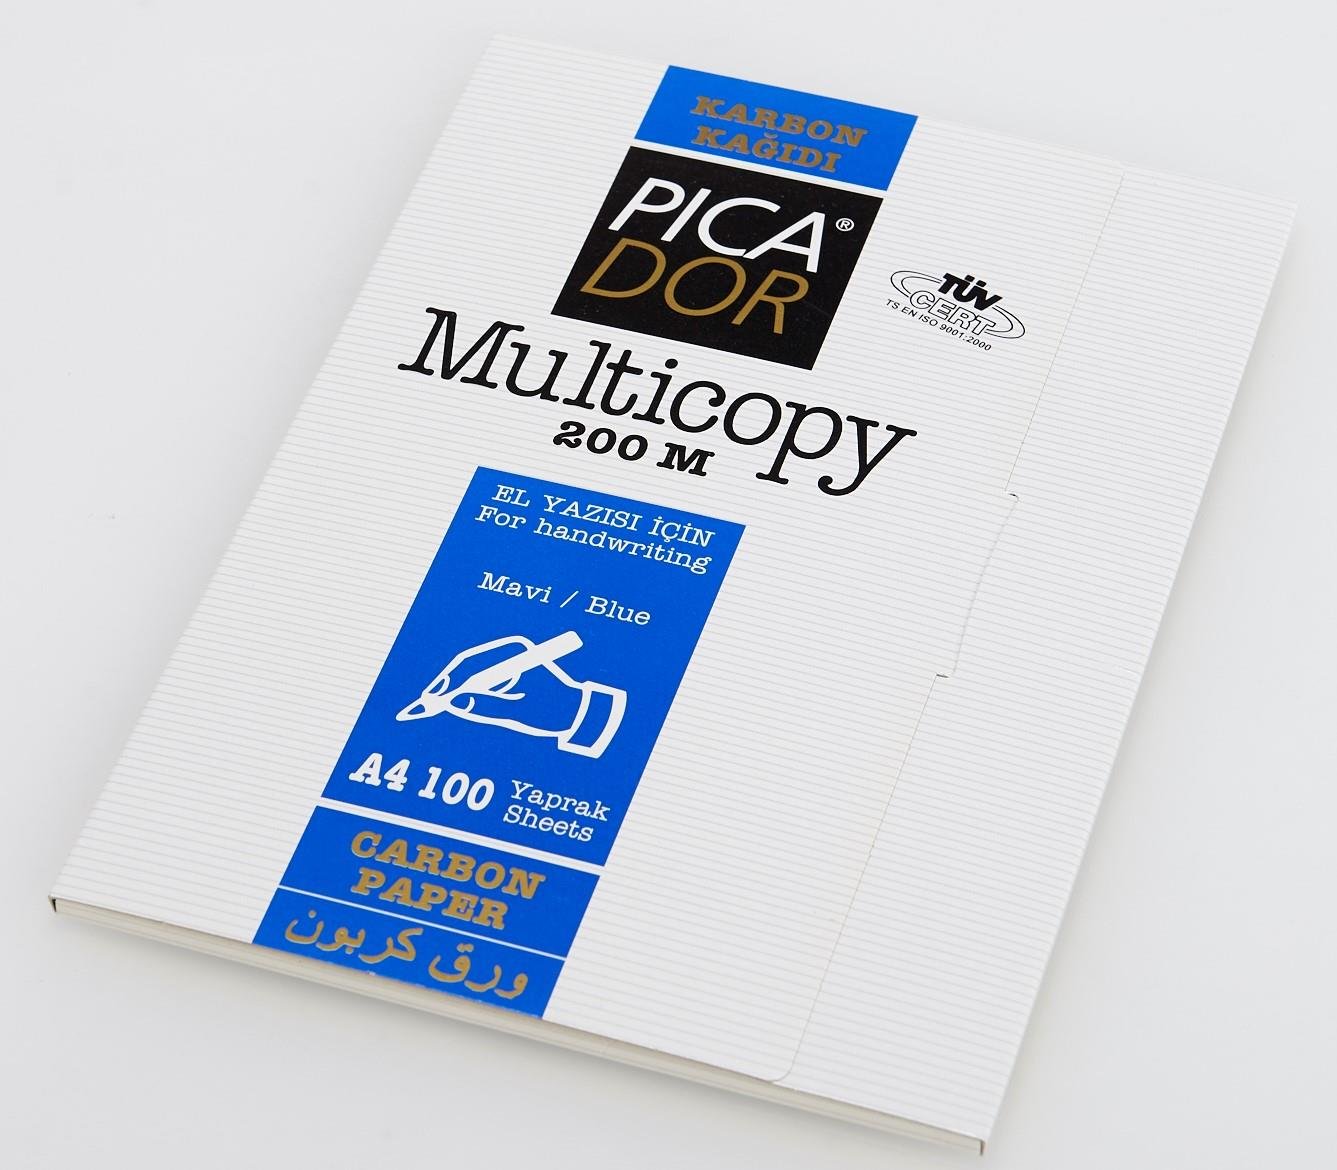 KARBON
KAĞIDI
PICA®
DOR
TÜV
CERT
TS EN ISO 9001:2000
Multicopy
200 M
EL YAZISI İÇİN
For handwriting
Mavi / Blue
A4 100 Yaprak
Sheets
CARBON
PAPER
ورق كربون